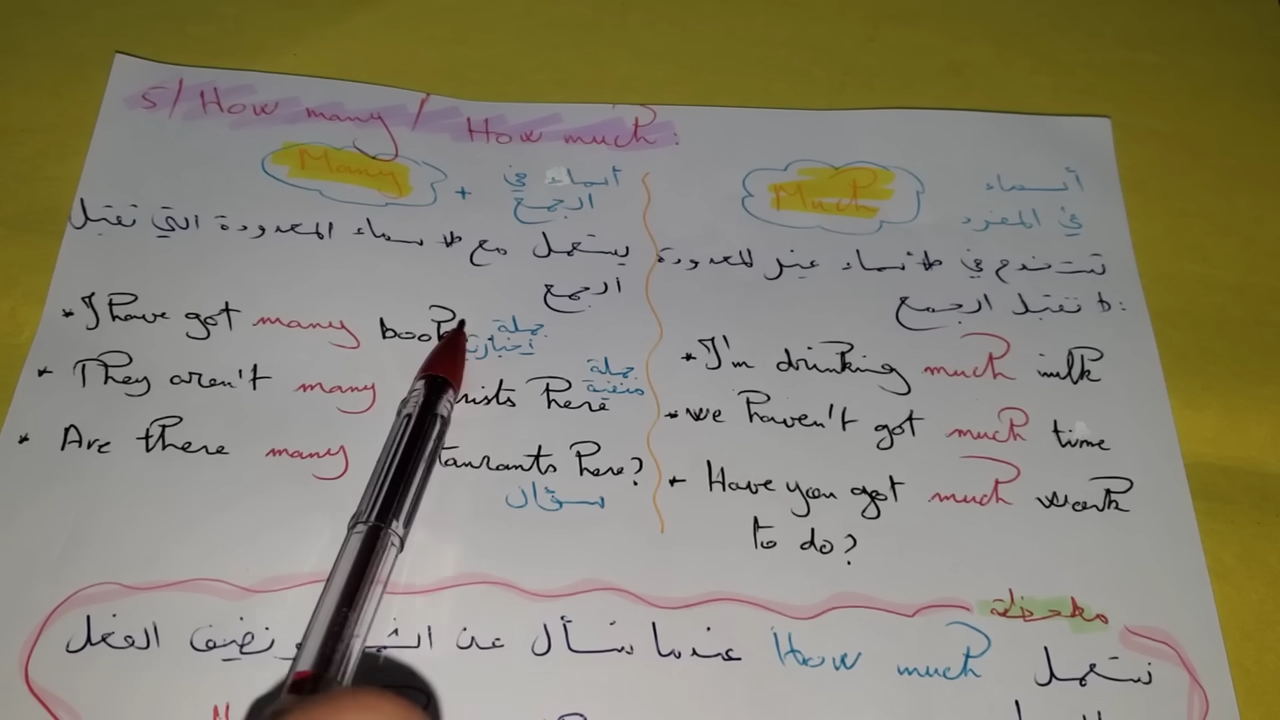 5/ How many / How much:
Many + أسماء في
الجمع
يستعمل مع الأسماء المعدودة التي تقبل
الجمع
* I have got many book
جملة
* They aren't many rists here
جملة
منفية
* Are there many taurants here?
سؤال
Much أسماء
في المفرد
تستخدم في الأسماء غير المعدودة
لا تقبل الجمع:
* I'm drinking much milk
* we haven't got much time
+ Have you got much work
to do?
ملاحظة
نستعمل How much عندما نسأل عن و نضيف الفعل